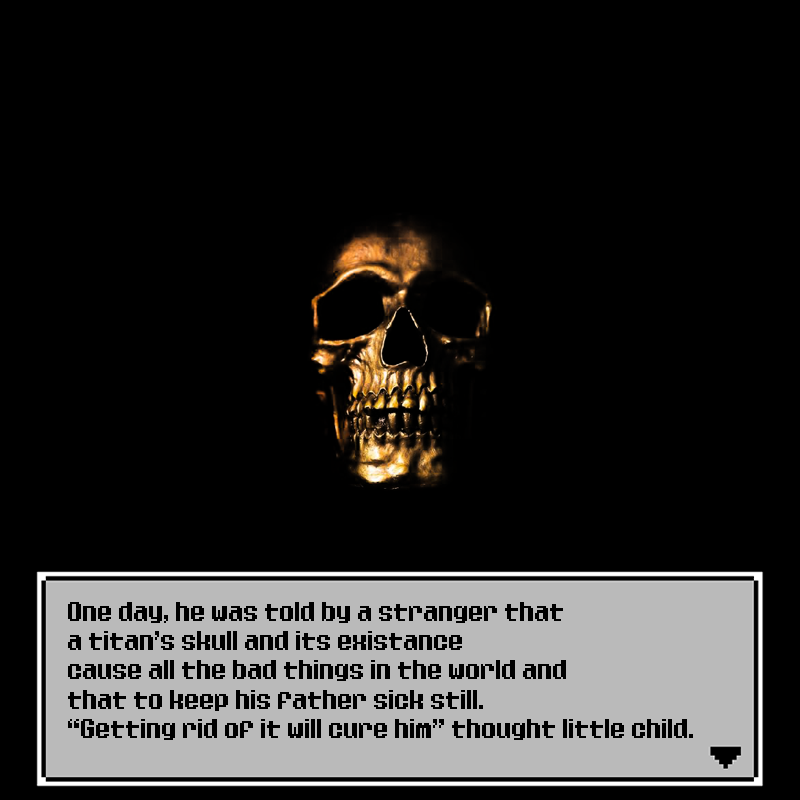 One day, he was told by a stranger that
a titan's skull and its existance
cause all the bad things in the world and
that to keep his father sick still.
“Getting rid of it will cure him” thought little child.